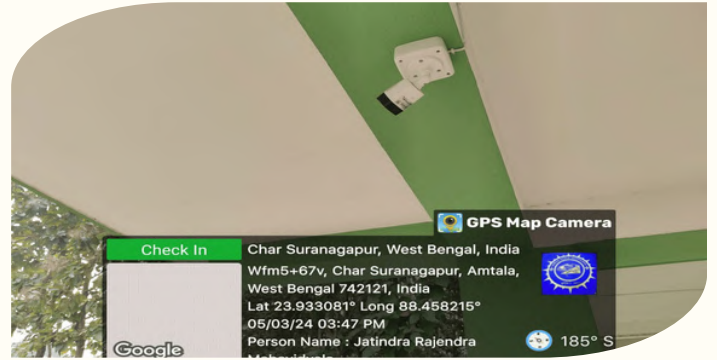 GPS Map Camera
Check In
Char Suranagapur, West Bengal, India
Wfm5+67v, Char Suranagapur, Amtala,
West Bengal 742121, India
Lat 23.933081° Long 88.458215°
05/03/24 03:47 PM
Person Name : Jatindra Rajendra
Mahavidyala
185° S
Google